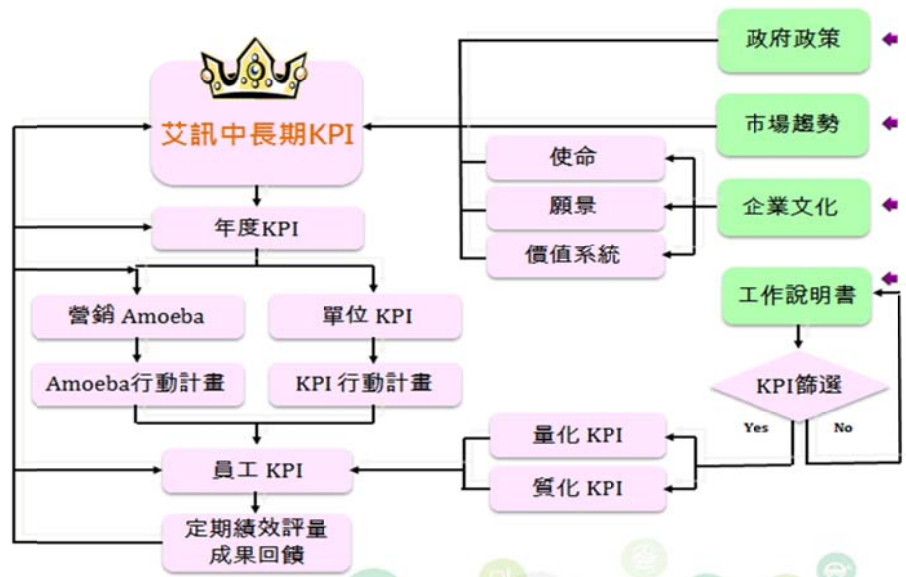 政府政策
艾訊中長期KPI
市場趨勢
使命
願景
企業文化
年度KPI
價值系統
工作說明書
營銷 Amoeba
單位 KPI
Amoeba行動計畫
KPI 行動計畫
KPI篩選
Yes
No
量化 KPI
員工 KPI
質化 KPI
定期績效評量
成果回饋